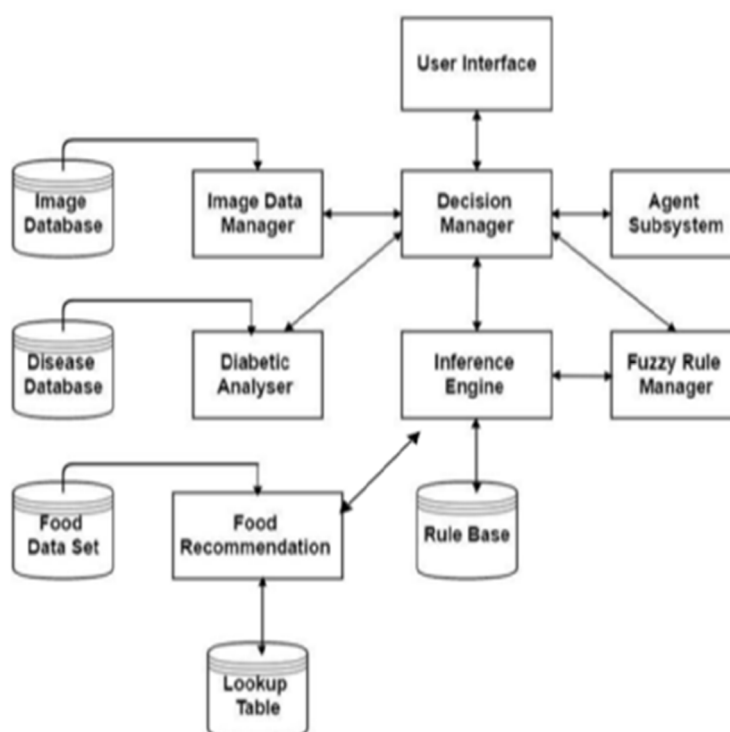 User Interface
Image
Database
Image Data
Manager
Decision
Manager
Agent
Subsystem
Disease
Database
Diabetic
Analyser
Inference
Engine
Fuzzy Rule
Manager
Food
Data Set
Food
Recommendation
Rule Base
Lookup
Table